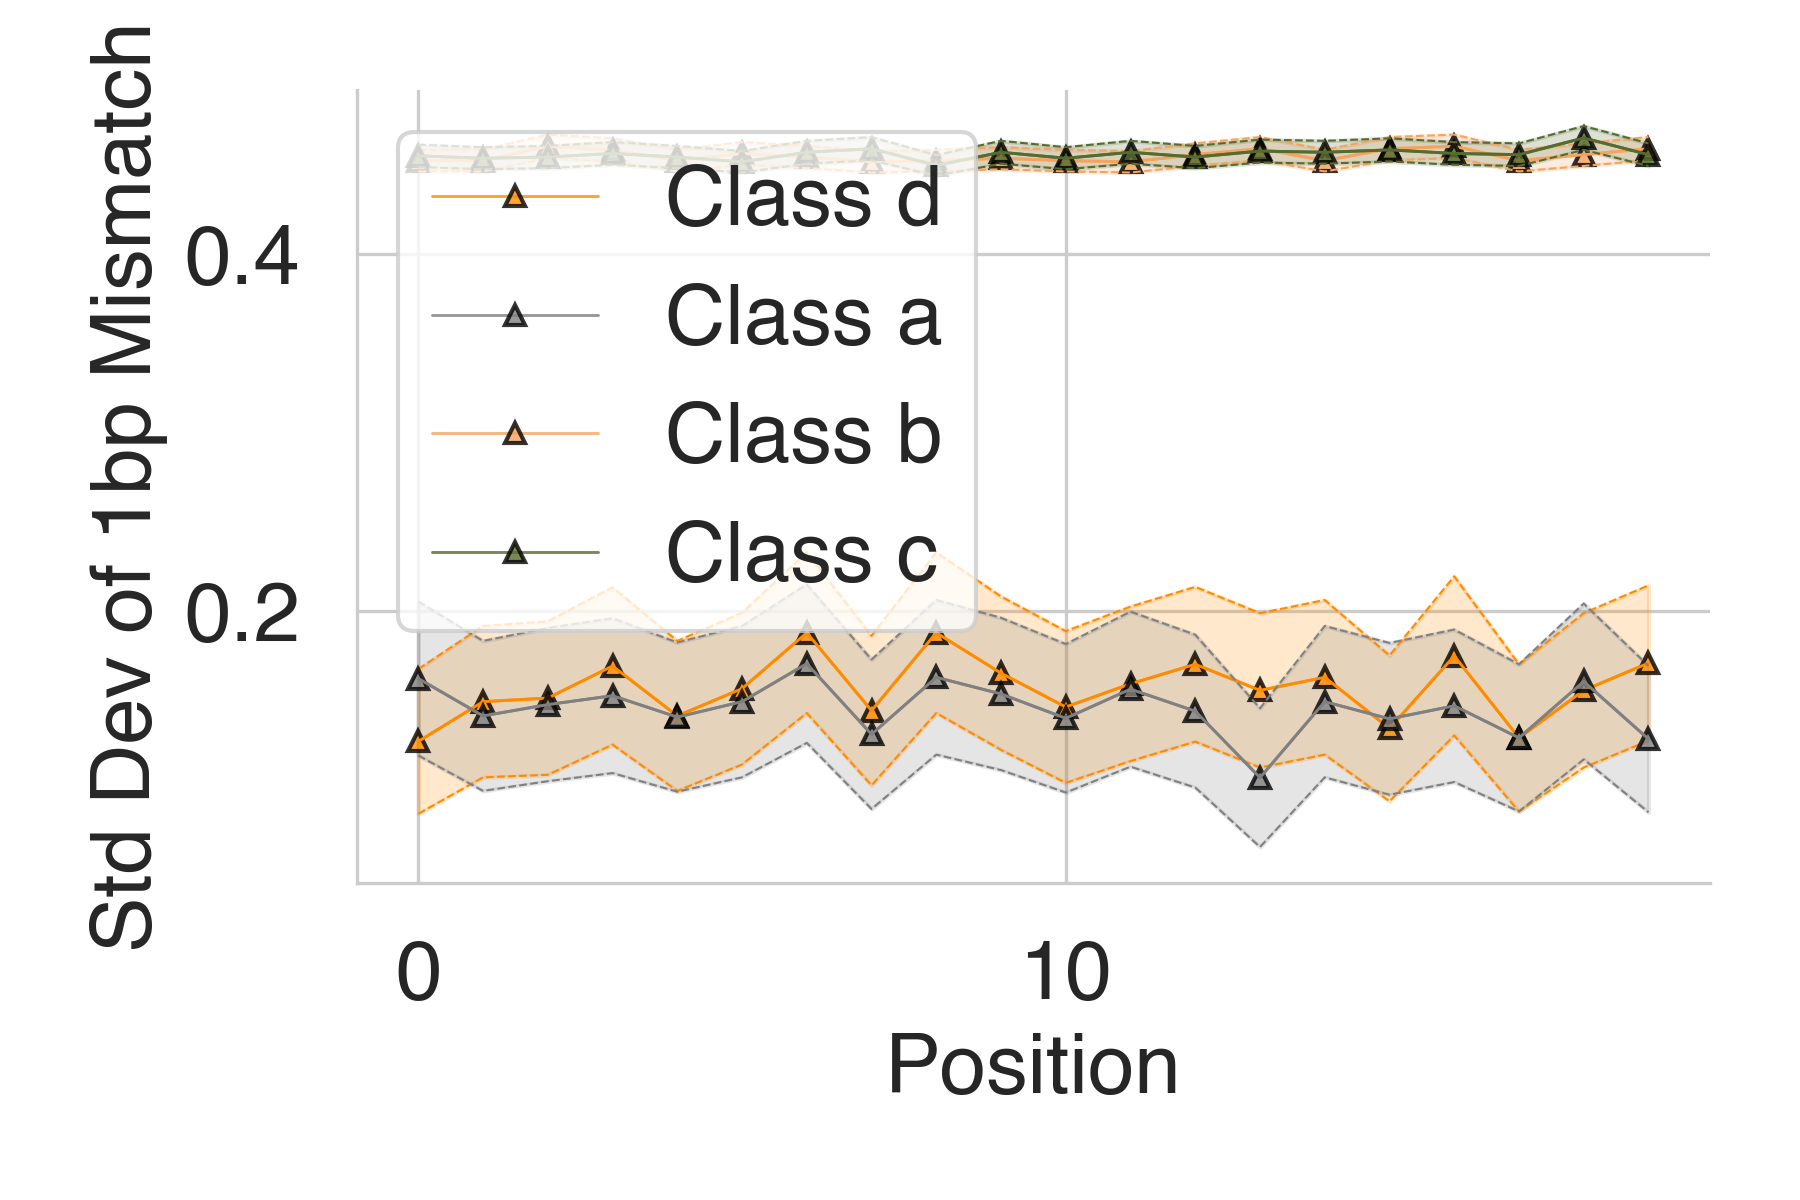 Std Dev of 1bp Mismatch
0.4
0.2
Class d
Class a
Class b
Class c
0
10
Position